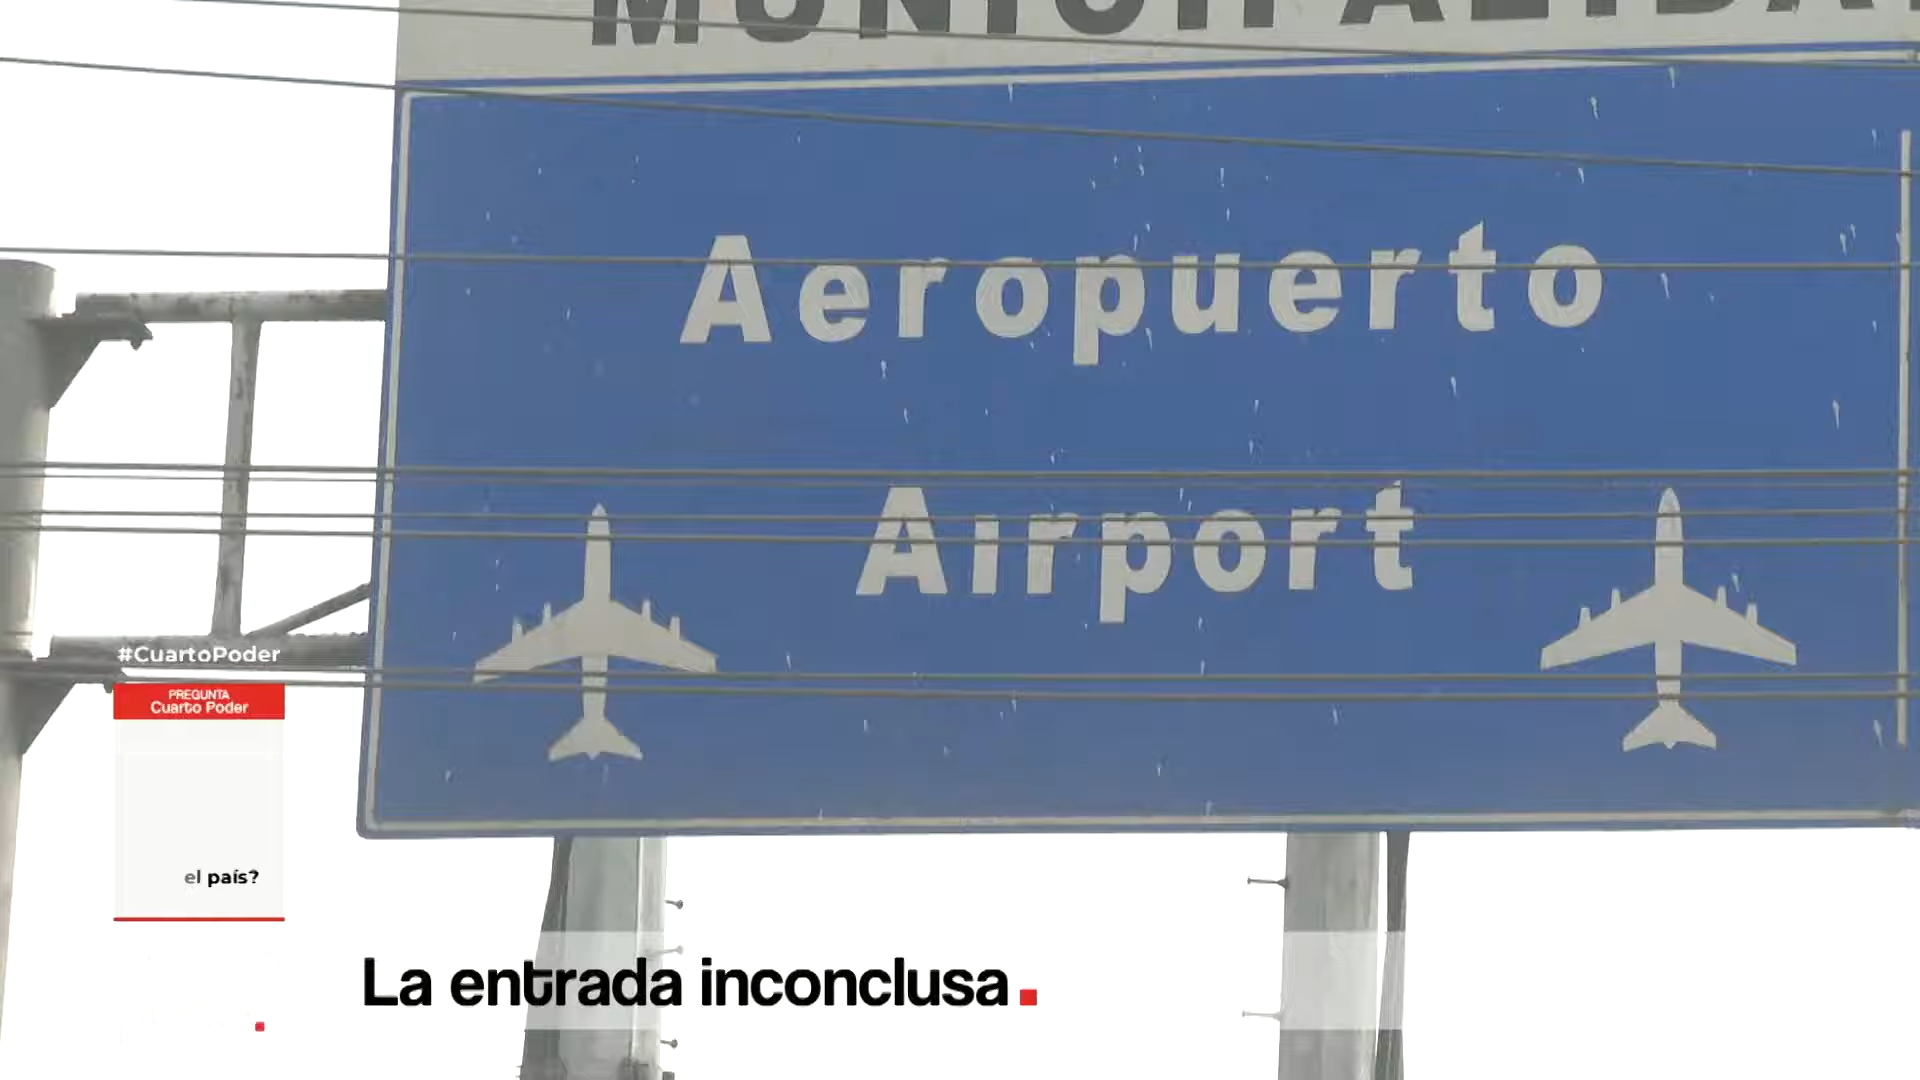 Aeropuerto
Airport
#CuartoPoder
PREGUNTA
Cuarto Poder
el país?
La entrada inconclusa.